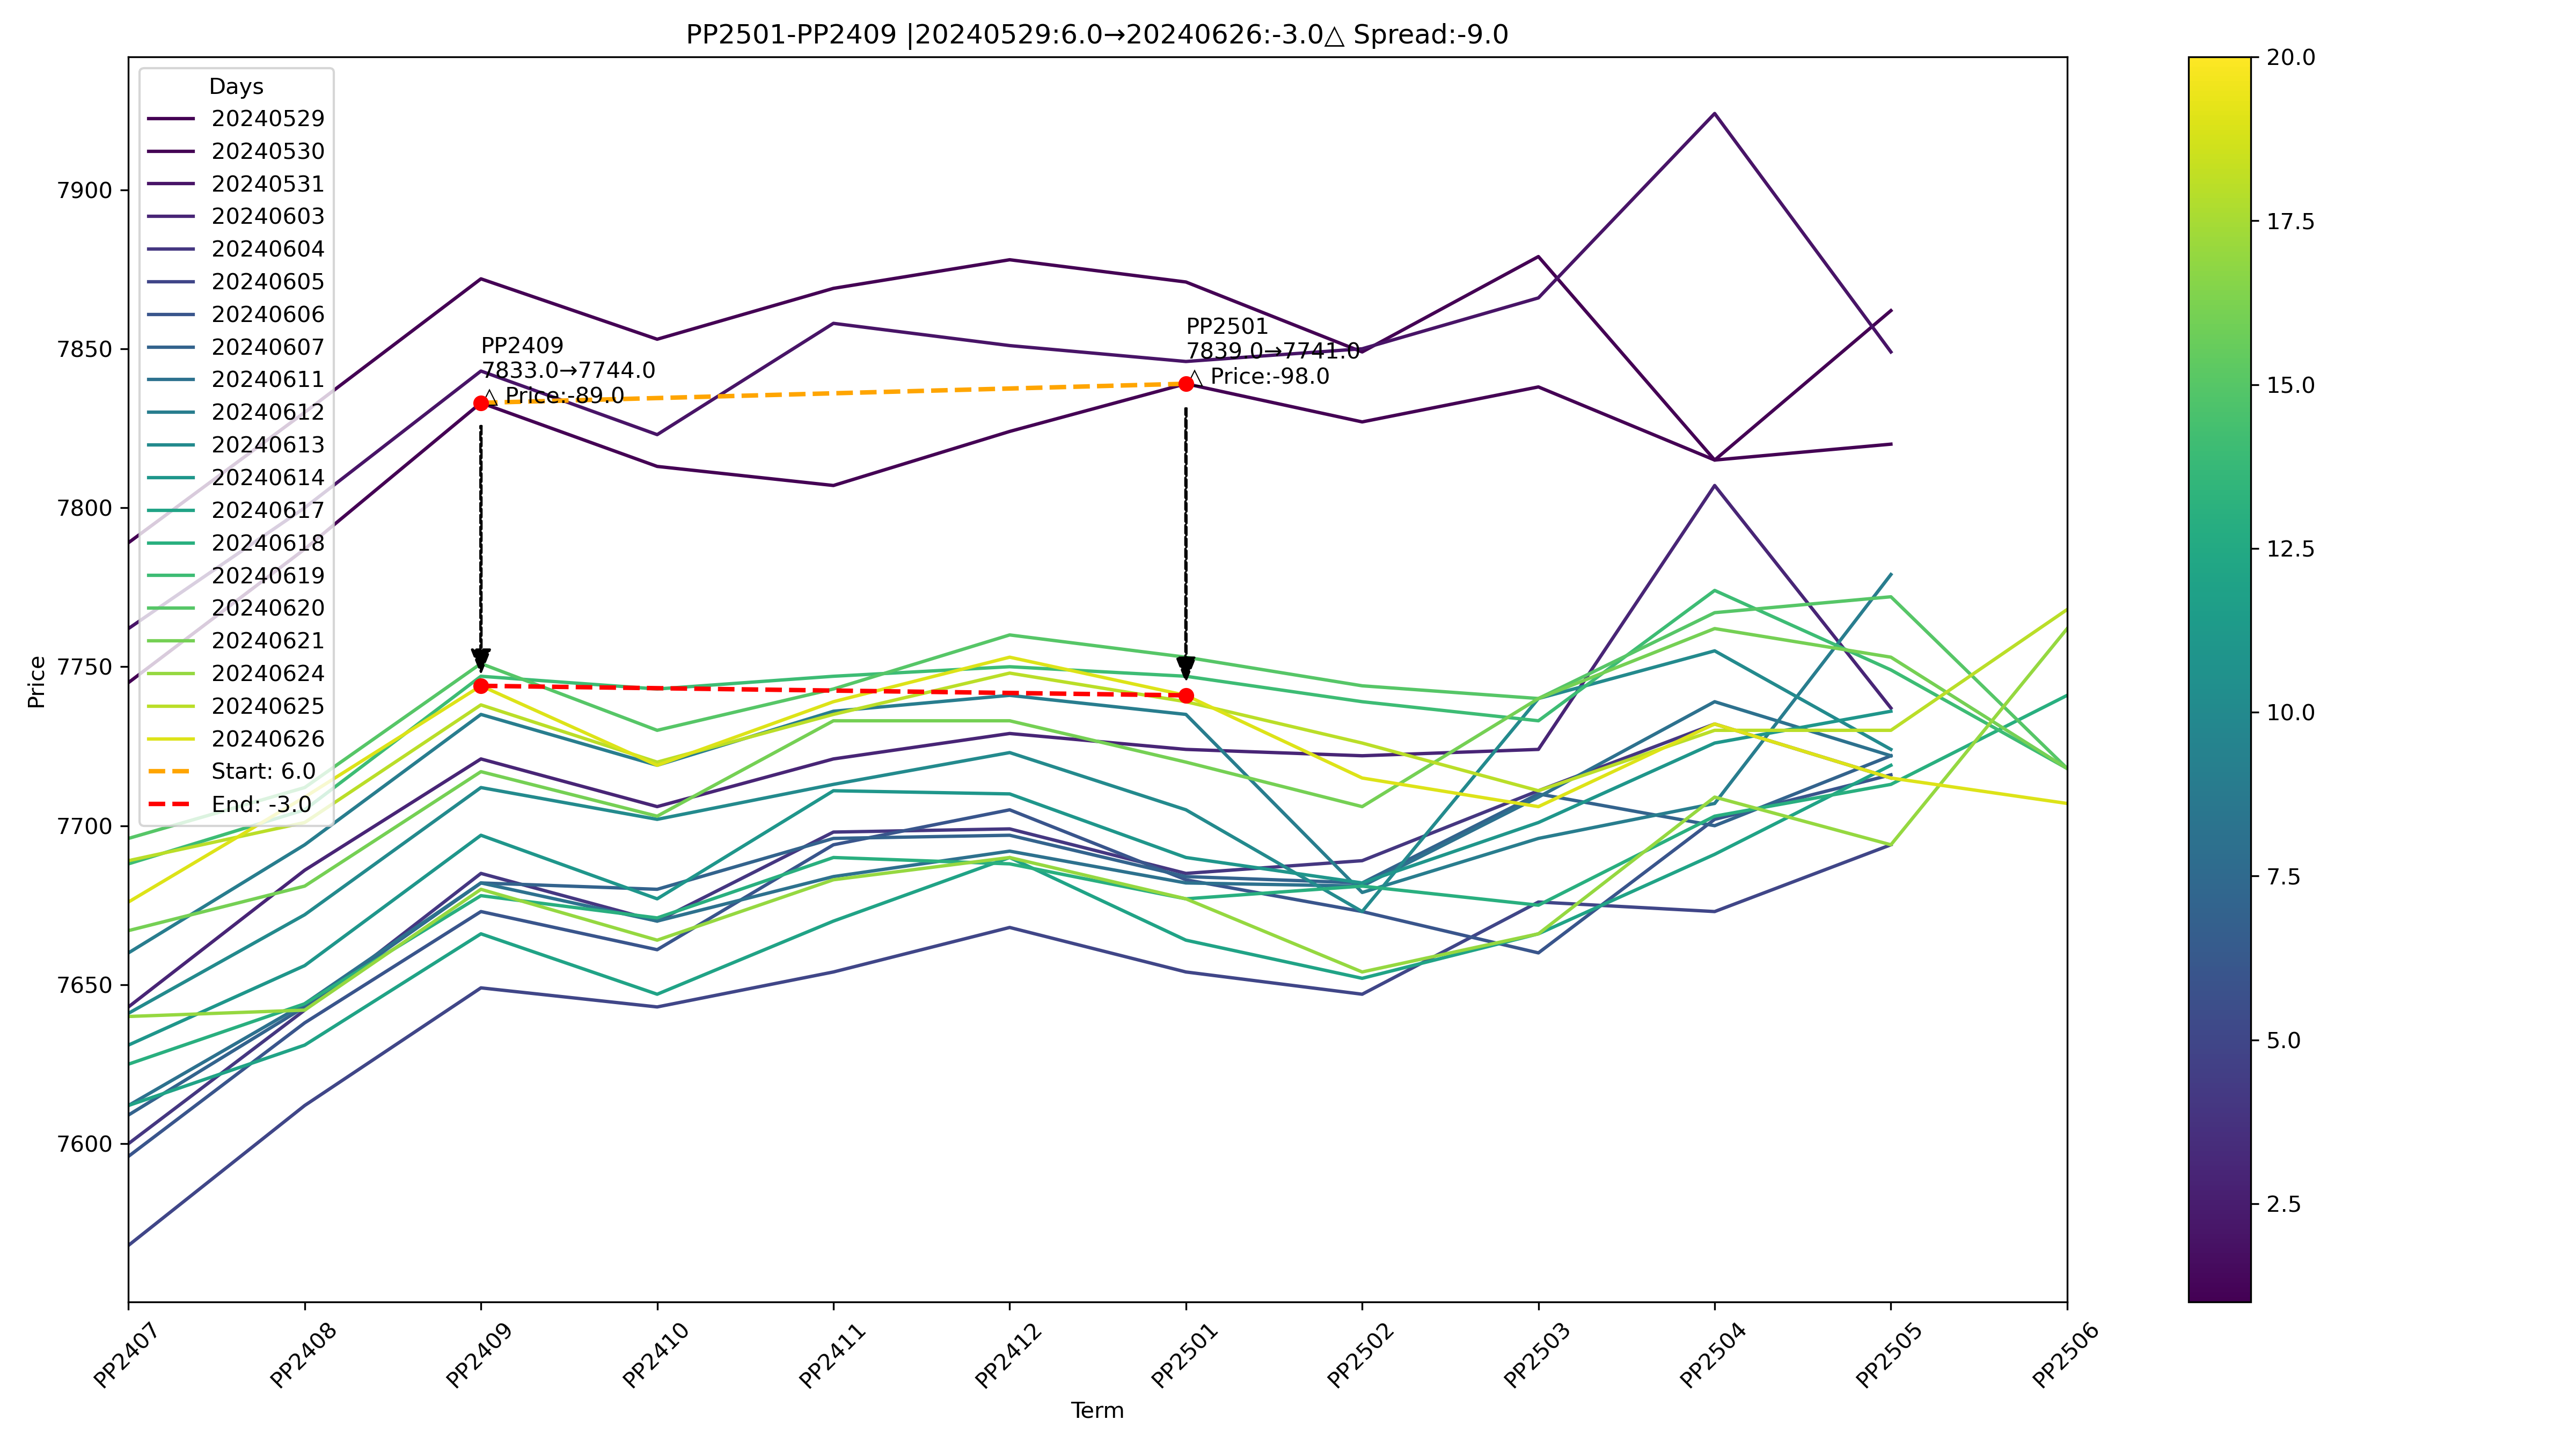 PP2501-PP2409 |20240529:6.0→20240626:-3.0△ Spread:-9.0
Days
20240529
20240530
20240531
20240603
20240604
20240605
20240606
20240607
20240611
20240612
20240613
20240614
20240617
20240618
20240619
20240620
20240621
20240624
20240625
20240626
Start: 6.0
End: -3.0
PP2409
7833.0→7744.0
△ Price:-89.0
PP2501
7839.0→7741.0
△ Price:-98.0
Price
7900
7850
7800
7750
7700
7650
7600
PP2407
PP2408
PP2409
PP2410
PP2411
PP2412
PP2501
PP2502
PP2503
PP2504
PP2505
PP2506
Term
20.0
17.5
15.0
12.5
10.0
7.5
5.0
2.5